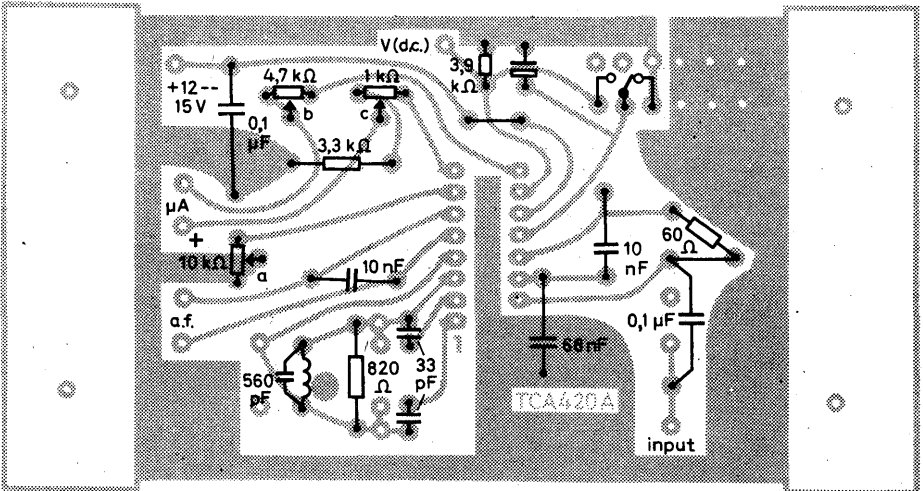 V(d.c.)
3,9
kΩ
+12--
15 V
4,7 kΩ
b
1 kΩ
c
0,1
µF
3,3 kΩ
µA
+
10 kΩ
a
10 nF
60
Ω
10
nF
a.f.
0,1 µF
68 nF
1
560
pF
820
Ω
33
pF
TCA420A
input